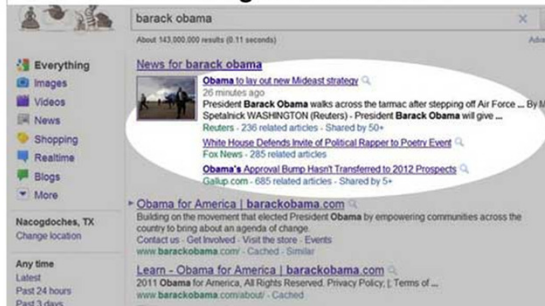 barack obama
About 143,000,000 results (0.11 seconds)
Everything
Images
Videos
News
Shopping
Realtime
Blogs
More
Nacogdoches, TX
Change location
Any time
Latest
Past 24 hours
Past 3 days
News for barack obama
Obama to lay out new Mideast strategy
26 minutes ago
President Barack Obama walks across the tarmac after stepping off Air Force ... By M
Spetalnick WASHINGTON (Reuters) - President Barack Obama will give ...
Reuters - 236 related articles - Shared by 50+
White House Defends Invite of Political Rapper to Poetry Event
Fox News - 285 related articles
Obama's Approval Bump Hasn't Transferred to 2012 Prospects
Gallup.com - 685 related articles - Shared by 5+
Obama for America | barackobama.com
Building on the movement that elected President Obama by empowering communities across the
country to bring about an agenda of change.
Contact us - Get Involved - Visit the store - Events
www.barackobama.com/ - Cached - Similar
Learn - Obama for America | barackobama.com
2011 Obama for America, All Rights Reserved. Privacy Policy; |; Terms of ...
www.barackobama.com/about/ - Cached